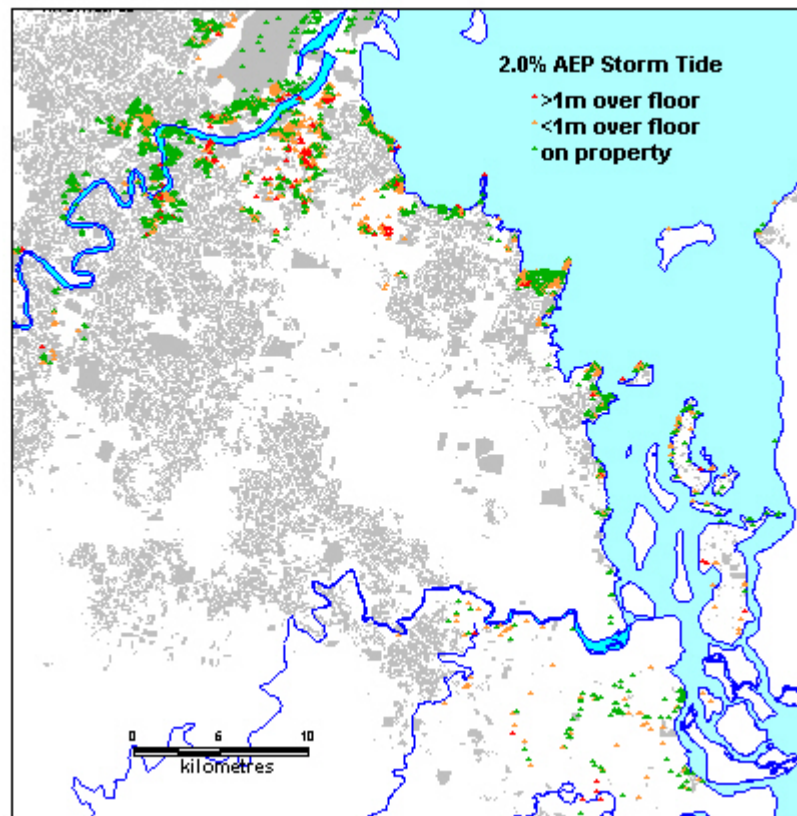 2.0% AEP Storm Tide
>1m over floor
<1m over floor
on property
0 6 10
kilometres